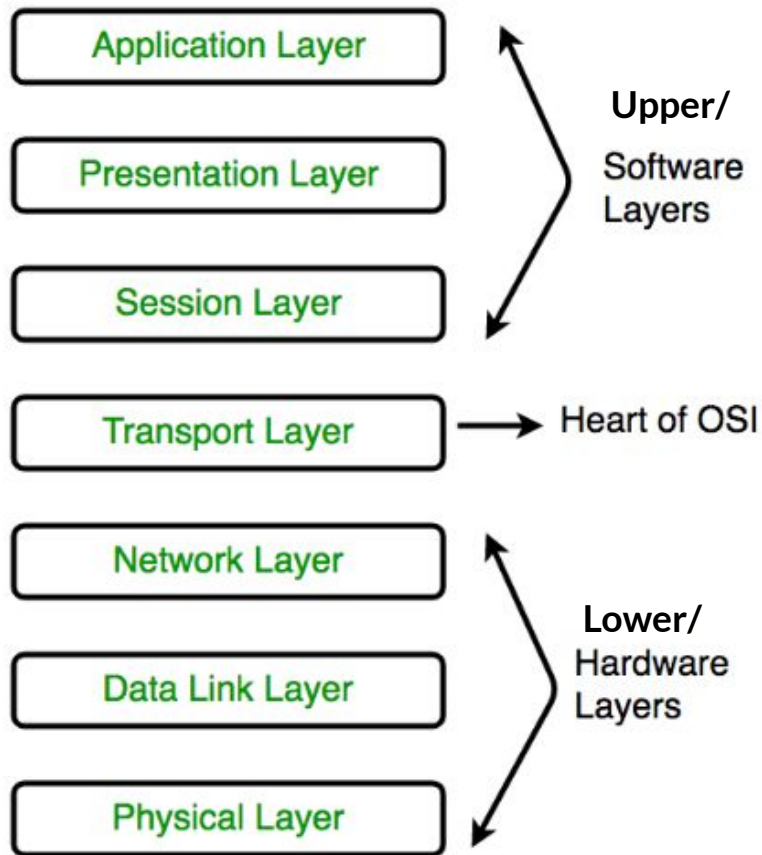 Application Layer
Upper/
Presentation Layer
Software
Layers
Session Layer
Transport Layer
Heart of OSI
Network Layer
Lower/
Hardware
Data Link Layer
Layers
Physical Layer